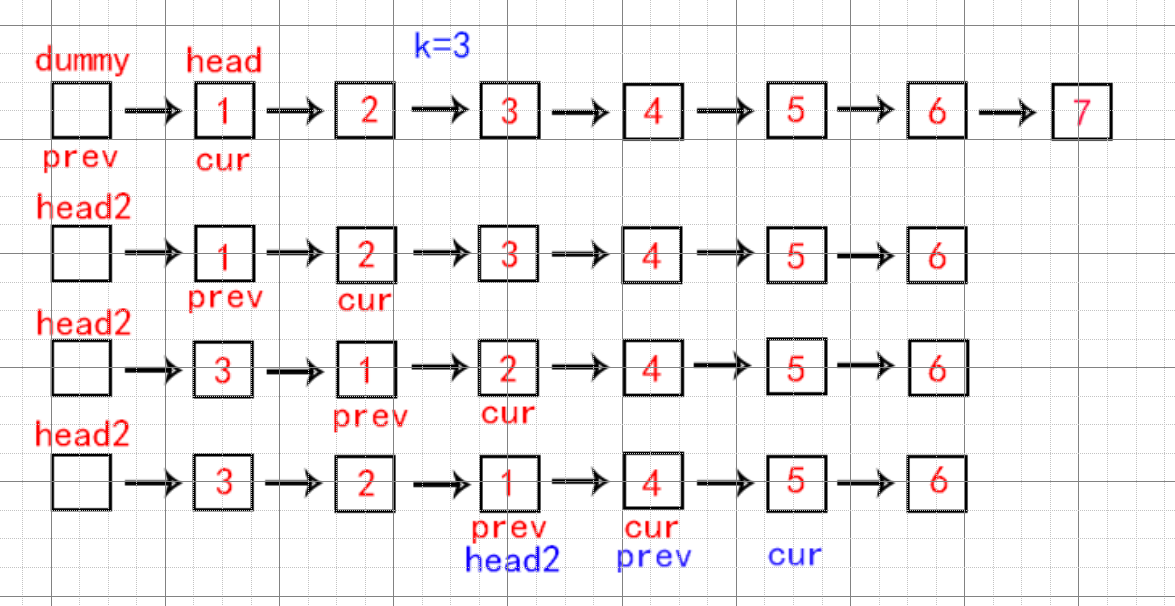 k=3
dummy head
1 2 3 4 5 6 7
prev cur
head2
1 2 3 4 5 6
prev cur
head2
3 1 2 4 5 6
prev cur
head2
3 2 1 4 5 6
prev cur
head2 prev cur